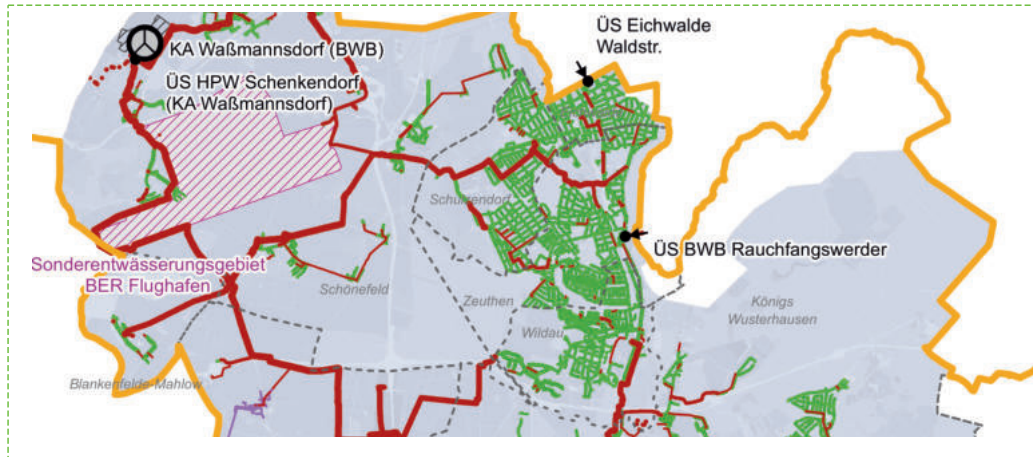 ÜS Eichwalde
Waldstr.
KA Waßmannsdorf (BWB)
ÜS HPW Schenkendorf
(KA Waßmannsdorf)
Schulzendorf
ÜS BWB Rauchfangswerder
Sonderentwässerungsgebiet
BER Flughafen
Schönefeld
Zeuthen
Königs
Wusterhausen
Wildau
Blankenfelde-Mahlow